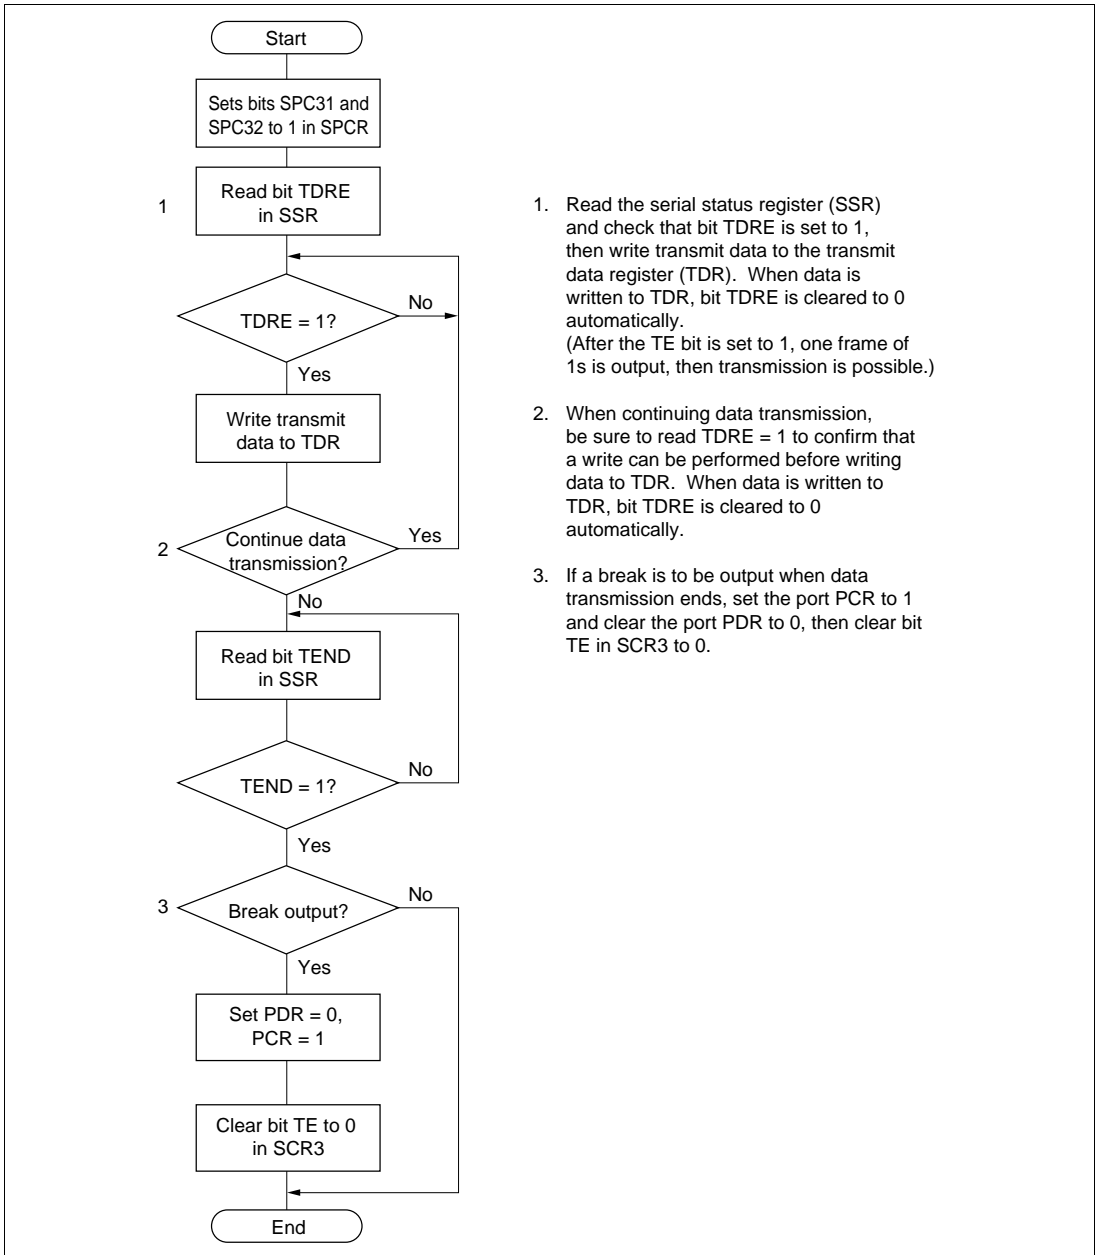 Start
Sets bits SPC31 and
SPC32 to 1 in SPCR
1
Read bit TDRE
in SSR
TDRE = 1?
No
Yes
Write transmit
data to TDR
2
Continue data
transmission?
Yes
No
Read bit TEND
in SSR
TEND = 1?
No
Yes
3
Break output?
No
Yes
Set PDR = 0,
PCR = 1
Clear bit TE to 0
in SCR3
End
1. Read the serial status register (SSR)
and check that bit TDRE is set to 1,
then write transmit data to the transmit
data register (TDR). When data is
written to TDR, bit TDRE is cleared to 0
automatically.
(After the TE bit is set to 1, one frame of
1s is output, then transmission is possible.)
2. When continuing data transmission,
be sure to read TDRE = 1 to confirm that
a write can be performed before writing
data to TDR. When data is written to
TDR, bit TDRE is cleared to 0
automatically.
3. If a break is to be output when data
transmission ends, set the port PCR to 1
and clear the port PDR to 0, then clear bit
TE in SCR3 to 0.